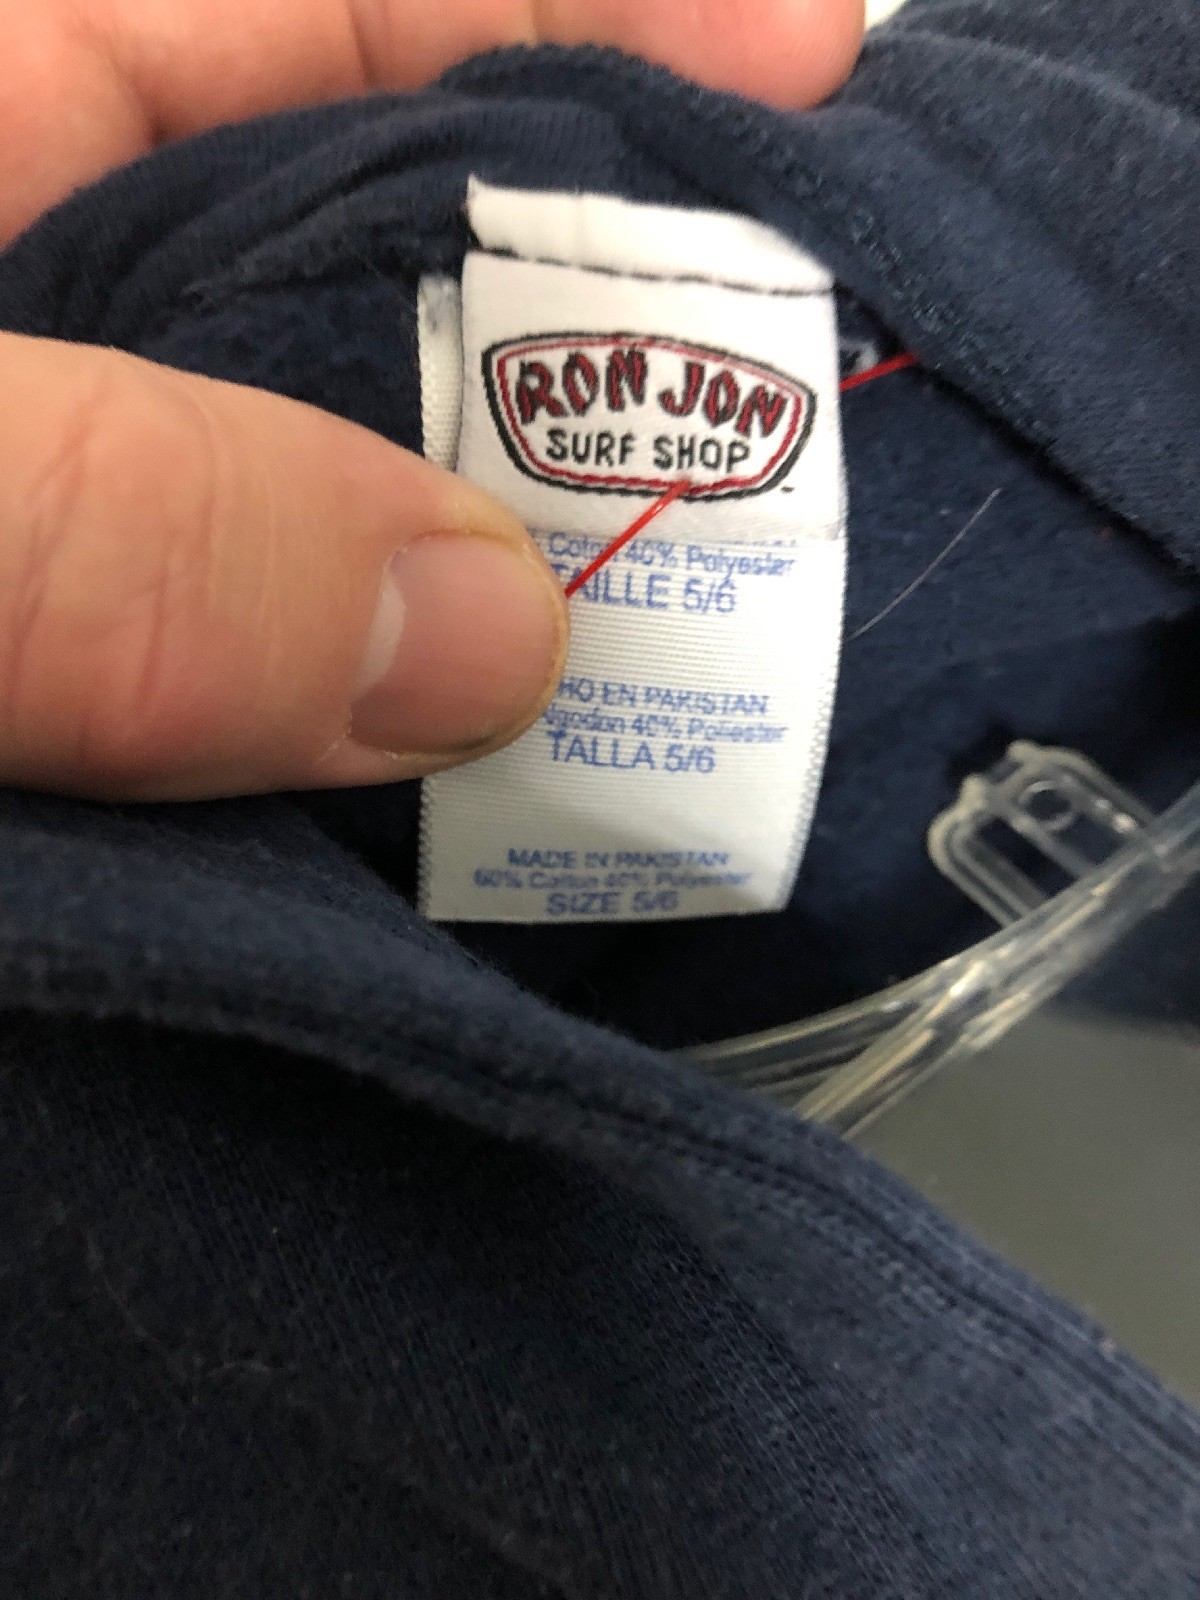 RON JON
SURF SHOP
Coton 40% Polyester
TAILLE 5/6
HO EN PAKISTAN
lgodon 40% Poliester
TALLA 5/6
MADE IN PAKISTAN
60% Cotton 40% Polyester
SIZE 5/6